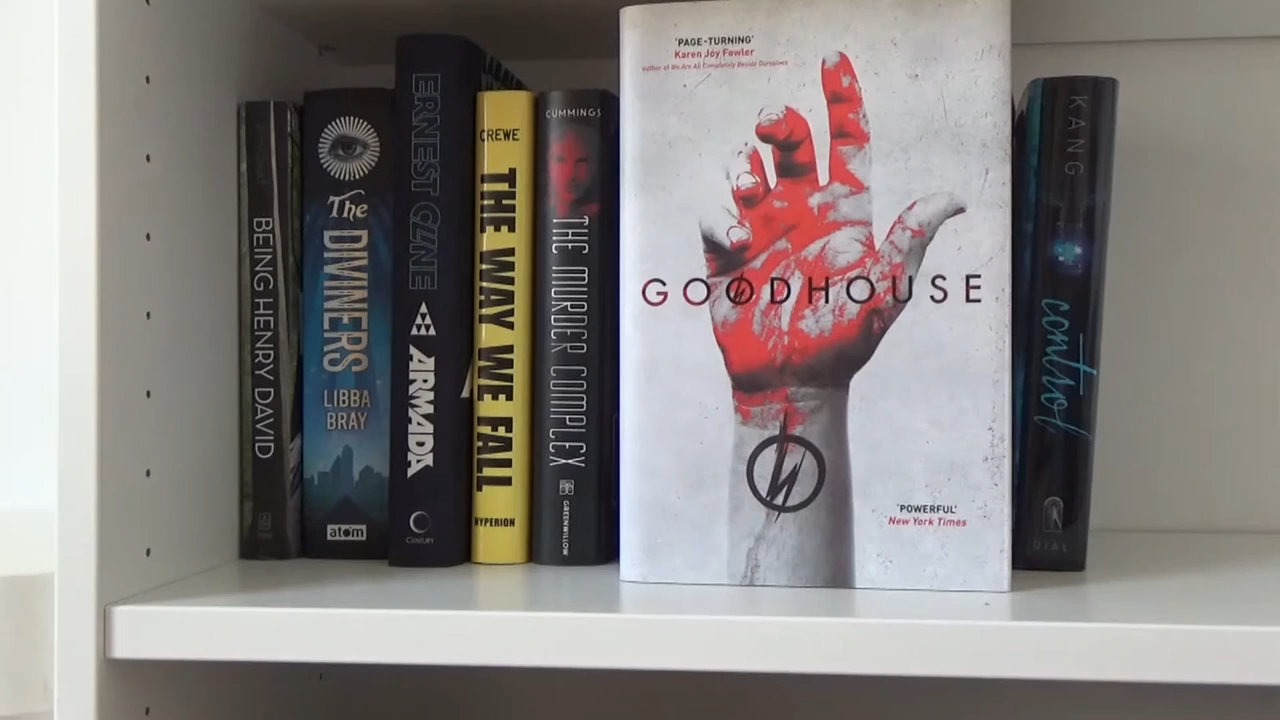 BEING HENRY DAVID
The
DIVINERS
LIBBA
BRAY
atom
ERNEST CLINE
ARMADA
CENTURY
CREWE
THE WAY WE FALL
HYPERION
CUMMINGS
THE MURDER COMPLEX
GREENWILLOW
'PAGE-TURNING'
Karen Joy Fowler
author of We Are All Completely Beside Ourselves
GOODHOUSE
'POWERFUL'
New York Times
KANG
control
DIAL